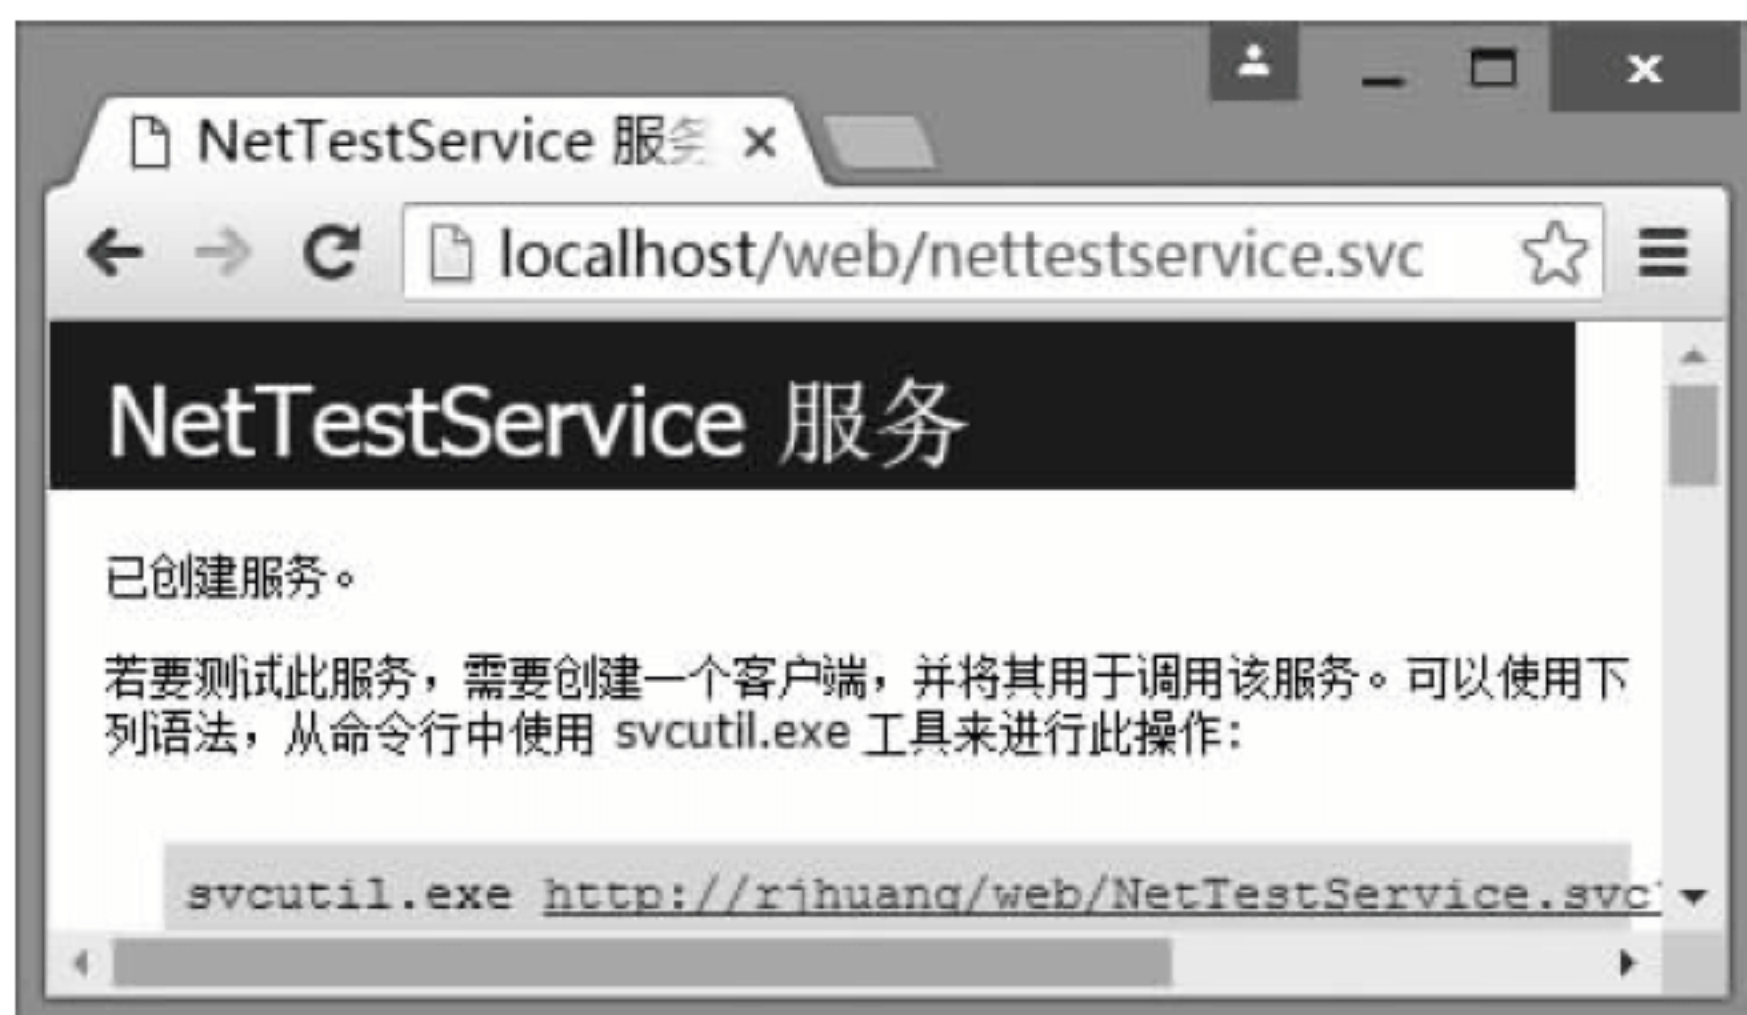 NetTestService 服务
localhost/web/nettestservice.svc
NetTestService 服务
已创建服务。
若要测试此服务，需要创建一个客户端，并将其用于调用该服务。可以使用下
列语法，从命令行中使用 svcutil.exe 工具来进行此操作：
svcutil.exe http://rjhuang/web/NetTestService.svc